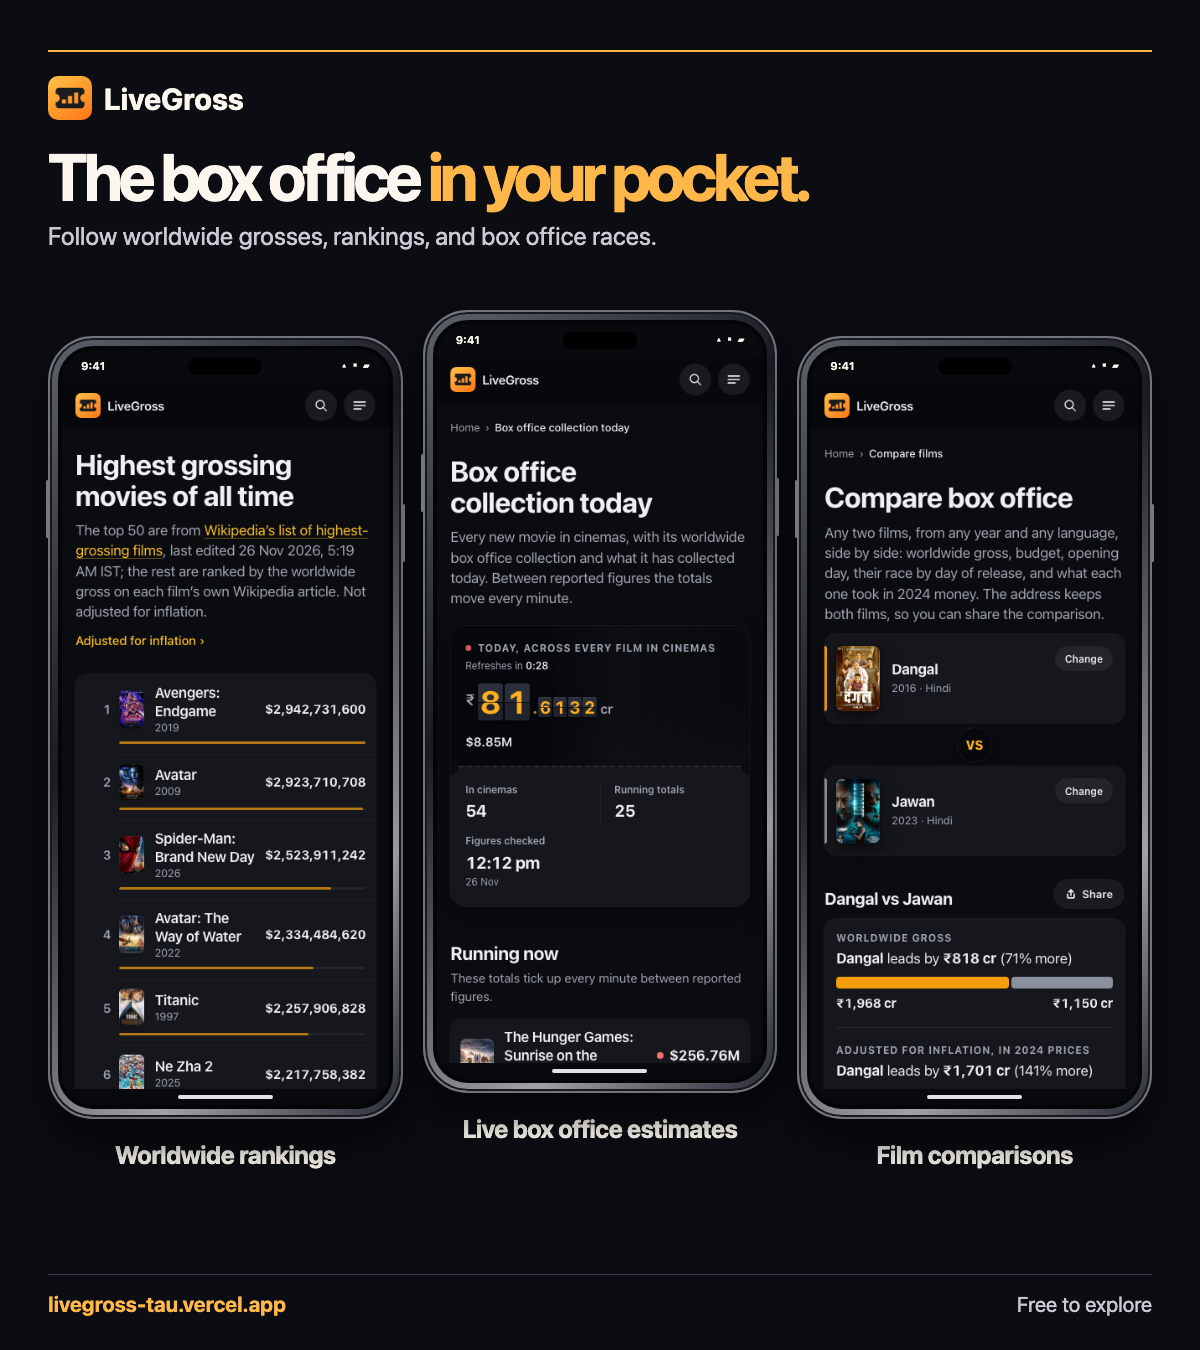 LiveGross
The box office in your pocket.
Follow worldwide grosses, rankings, and box office races.
9:41
LiveGross
Highest grossing
movies of all time
The top 50 are from Wikipedia's list of highest-
grossing films, last edited 26 Nov 2026, 5:19
AM IST; the rest are ranked by the worldwide
gross on each film's own Wikipedia article. Not
adjusted for inflation.
Adjusted for inflation ›
1 Avengers: Endgame $2,942,731,600
2019
2 Avatar $2,923,710,708
2009
3 Spider-Man: Brand New Day $2,523,911,242
2026
4 Avatar: The Way of Water $2,334,484,620
2022
5 Titanic $2,257,906,828
1997
6 Ne Zha 2 $2,217,758,382
2025
Worldwide rankings
9:41
LiveGross
Home › Box office collection today
Box office
collection today
Every new movie in cinemas, with its worldwide
box office collection and what it has collected
today. Between reported figures the totals
move every minute.
TODAY, ACROSS EVERY FILM IN CINEMAS
Refreshes in 0:28
₹81.6132 cr
$8.85M
In cinemas Running totals
54 25
Figures checked
12:12 pm
26 Nov
Running now
These totals tick up every minute between reported
figures.
The Hunger Games:
Sunrise on the $256.76M
Live box office estimates
9:41
LiveGross
Home › Compare films
Compare box office
Any two films, from any year and any language,
side by side: worldwide gross, budget, opening
day, their race by day of release, and what each
one took in 2024 money. The address keeps
both films, so you can share the comparison.
दंगल
Dangal Change
2016 · Hindi
VS
Jawan Change
2023 · Hindi
Dangal vs Jawan Share
WORLDWIDE GROSS
Dangal leads by ₹818 cr (71% more)
₹1,968 cr ₹1,150 cr
ADJUSTED FOR INFLATION, IN 2024 PRICES
Dangal leads by ₹1,701 cr (141% more)
Film comparisons
livegross-tau.vercel.app
Free to explore